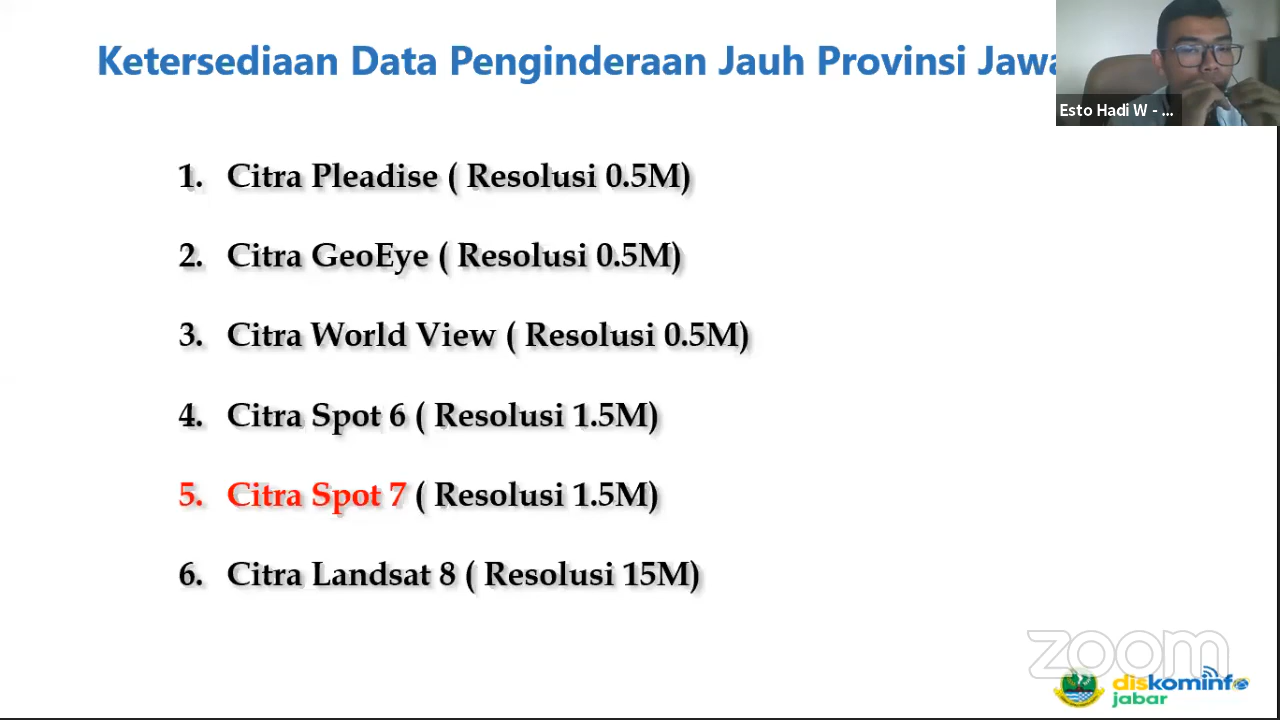 Ketersediaan Data Penginderaan Jauh Provinsi Jawa
Esto Hadi W - ...
1. Citra Pleadise ( Resolusi 0.5M)
2. Citra GeoEye ( Resolusi 0.5M)
3. Citra World View ( Resolusi 0.5M)
4. Citra Spot 6 ( Resolusi 1.5M)
5. Citra Spot 7 ( Resolusi 1.5M)
6. Citra Landsat 8 ( Resolusi 15M)
zoom
diskominfo
jabar